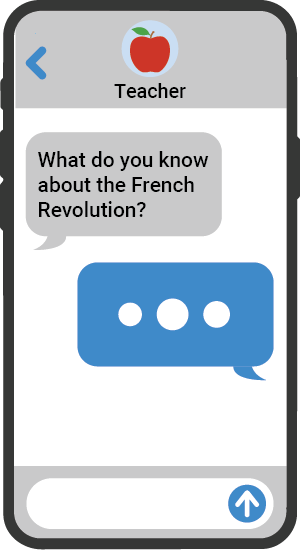 Teacher
What do you know
about the French
Revolution?